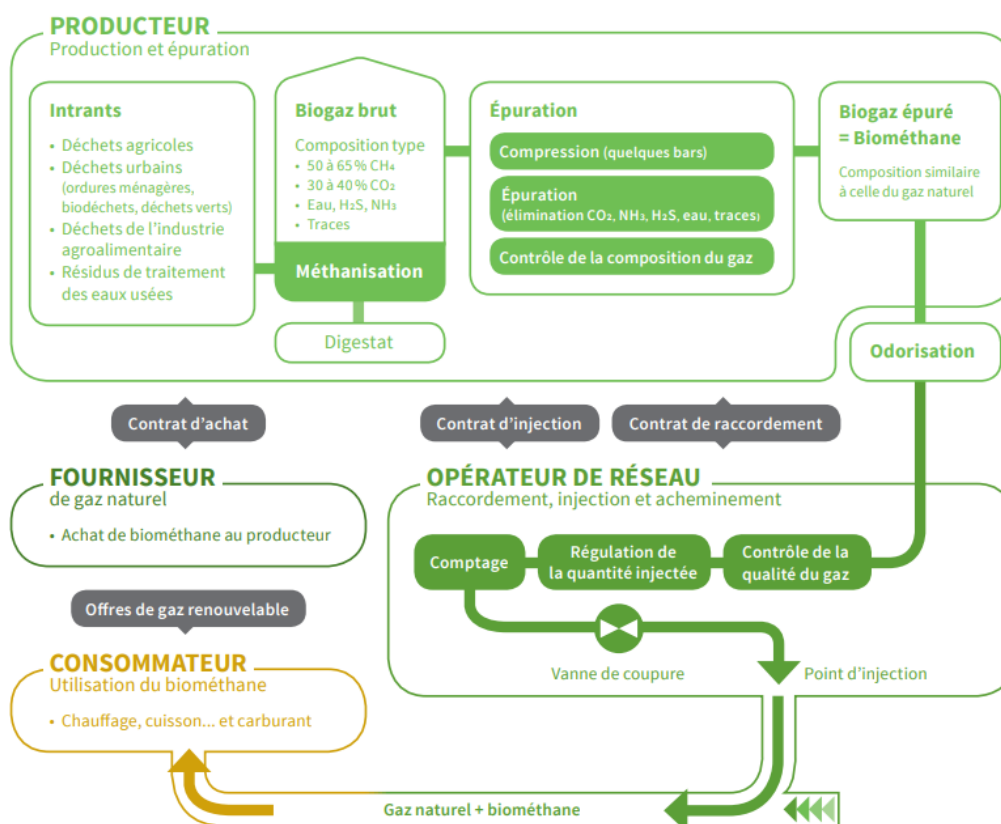 PRODUCTEUR
Production et épuration
Intrants
• Déchets agricoles
• Déchets urbains
(ordures ménagères,
biodéchets, déchets verts)
• Déchets de l'industrie
agroalimentaire
• Résidus de traitement
des eaux usées
Biogaz brut
Composition type
• 50 à 65 % CH₄
• 30 à 40 % CO₂
• Eau, H₂S, NH₃
• Traces
Méthanisation
Digestat
Épuration
Compression (quelques bars)
Épuration
(élimination CO₂, NH₃, H₂S, eau, traces)
Contrôle de la composition du gaz
Biogaz épuré
= Biométhane
Composition similaire
à celle du gaz naturel
Odorisation
Contrat d'achat
Contrat d'injection
Contrat de raccordement
FOURNISSEUR
de gaz naturel
• Achat de biométhane au producteur
OPÉRATEUR DE RÉSEAU
Raccordement, injection et acheminement
Comptage
Régulation de
la quantité injectée
Contrôle de la
qualité du gaz
Vanne de coupure
Point d'injection
Offres de gaz renouvelable
CONSOMMATEUR
Utilisation du biométhane
• Chauffage, cuisson... et carburant
Gaz naturel + biométhane